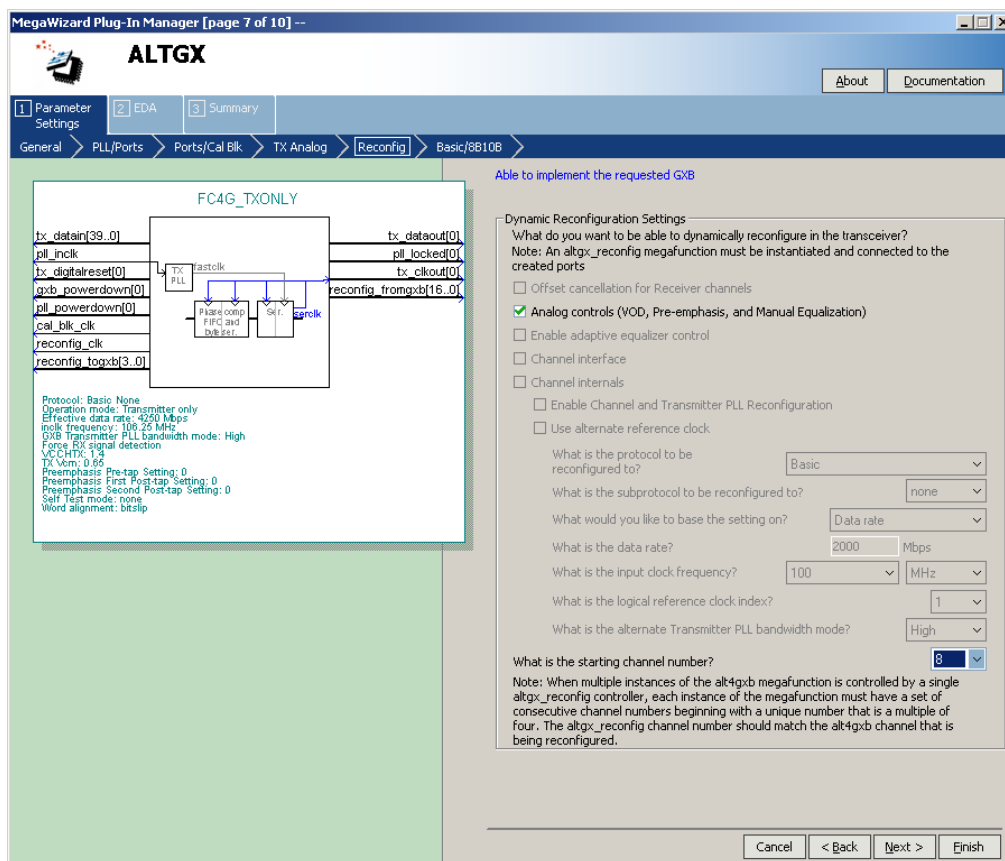 MegaWizard Plug-In Manager [page 7 of 10] --
ALTGX
About
Documentation
1 Parameter Settings
2 EDA
3 Summary
General
PLL/Ports
Ports/Cal Blk
TX Analog
Reconfig
Basic/8B10B
FC4G_TXONLY
tx_datain[39..0]
pll_inclk
tx_digitalreset[0]
gxb_powerdown[0]
pll_powerdown[0]
cal_blk_clk
reconfig_clk
reconfig_togxb[3..0]
TX
PLL
fastclk
Phase comp
FIFO and
byte ser.
Ser.
serclk
tx_dataout[0]
pll_locked[0]
tx_clkout[0]
reconfig_fromgxb[16..0]
Protocol: Basic None
Operation mode: Transmitter only
Effective data rate: 4250 Mbps
inclk frequency: 106.25 MHz
GXB Transmitter PLL bandwidth mode: High
Force RX signal detection
VCCHTX: 1.4
TX Vcm: 0.65
Preemphasis Pre-tap Setting: 0
Preemphasis First Post-tap Setting: 0
Preemphasis Second Post-tap Setting: 0
Self Test mode: none
Word alignment: bitslip
Able to implement the requested GXB
Dynamic Reconfiguration Settings
What do you want to be able to dynamically reconfigure in the transceiver?
Note: An altgx_reconfig megafunction must be instantiated and connected to the
created ports
Offset cancellation for Receiver channels
Analog controls (VOD, Pre-emphasis, and Manual Equalization)
Enable adaptive equalizer control
Channel interface
Channel internals
Enable Channel and Transmitter PLL Reconfiguration
Use alternate reference clock
What is the protocol to be
reconfigured to?
Basic
What is the subprotocol to be reconfigured to?
none
What would you like to base the setting on?
Data rate
What is the data rate?
2000
Mbps
What is the input clock frequency?
100
MHz
What is the logical reference clock index?
1
What is the alternate Transmitter PLL bandwidth mode?
High
What is the starting channel number?
8
Note: When multiple instances of the alt4gxb megafunction is controlled by a single
altgx_reconfig controller, each instance of the megafunction must have a set of
consecutive channel numbers beginning with a unique number that is a multiple of
four. The altgx_reconfig channel number should match the alt4gxb channel that is
being reconfigured.
Cancel
< Back
Next >
Finish